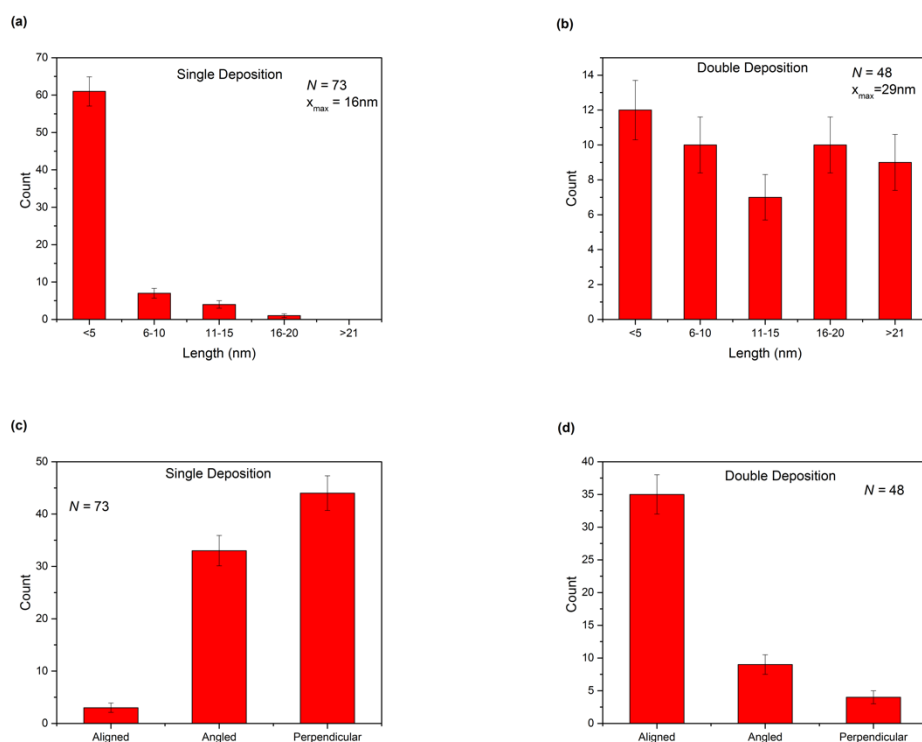 (a)
Single Deposition
N = 73
xmax = 16nm
70
60
50
40
30
20
10
0
Count
<5 6-10 11-15 16-20 >21
Length (nm)
(b)
Double Deposition
N = 48
xmax=29nm
14
12
10
8
6
4
2
0
Count
<5 6-10 11-15 16-20 >21
Length (nm)
(c)
Single Deposition
N = 73
50
40
30
20
10
0
Count
Aligned Angled Perpendicular
(d)
Double Deposition
N = 48
40
35
30
25
20
15
10
5
0
Count
Aligned Angled Perpendicular